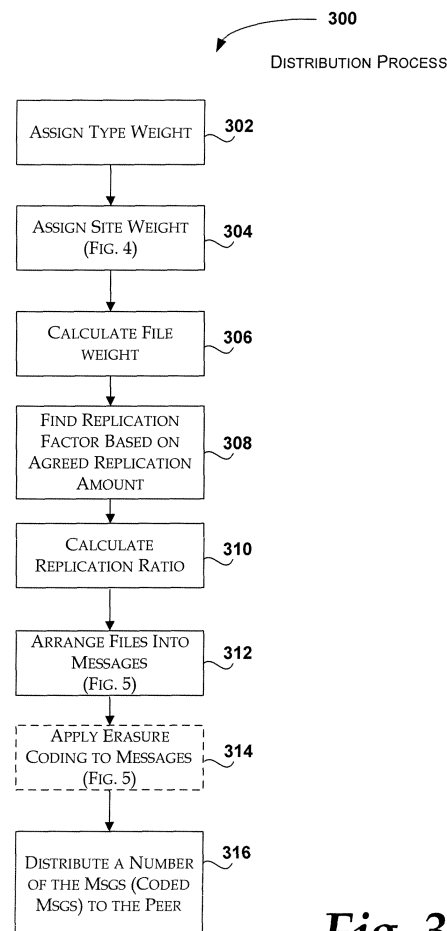 300
DISTRIBUTION PROCESS
ASSIGN TYPE WEIGHT
302
ASSIGN SITE WEIGHT
(FIG. 4)
304
CALCULATE FILE
WEIGHT
306
FIND REPLICATION
FACTOR BASED ON
AGREED REPLICATION
AMOUNT
308
CALCULATE
REPLICATION RATIO
310
ARRANGE FILES INTO
MESSAGES
(FIG. 5)
312
APPLY ERASURE
CODING TO MESSAGES
(FIG. 5)
314
DISTRIBUTE A NUMBER
OF THE MSGS (CODED
MSGS) TO THE PEER
316
Fig. 3